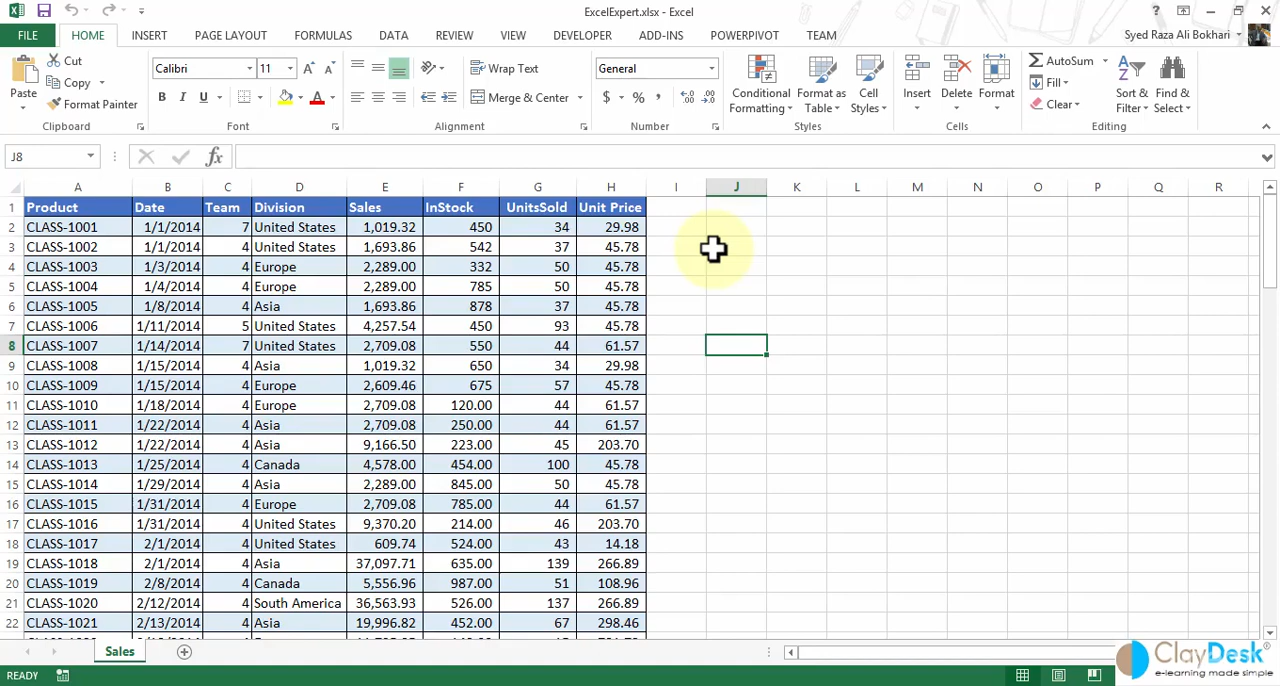 ExcelExpert.xlsx - Excel
FILE HOME INSERT PAGE LAYOUT FORMULAS DATA REVIEW VIEW DEVELOPER ADD-INS POWERPIVOT TEAM Syed Raza Ali Bokhari
Paste
Cut
Copy
Format Painter
Clipboard
Calibri 11
B I U
Font
Wrap Text
Merge & Center
Alignment
General
$ % ,
Number
Conditional
Formatting
Format as
Table
Cell
Styles
Styles
Insert Delete Format
Cells
AutoSum
Fill
Clear
Sort &
Filter
Find &
Select
Editing
J8 fx
A B C D E F G H I J K L M N O P Q R
1 Product Date Team Division Sales InStock UnitsSold Unit Price
2 CLASS-1001 1/1/2014 7 United States 1,019.32 450 34 29.98
3 CLASS-1002 1/1/2014 4 United States 1,693.86 542 37 45.78
4 CLASS-1003 1/3/2014 4 Europe 2,289.00 332 50 45.78
5 CLASS-1004 1/4/2014 4 Europe 2,289.00 785 50 45.78
6 CLASS-1005 1/8/2014 4 Asia 1,693.86 878 37 45.78
7 CLASS-1006 1/11/2014 5 United States 4,257.54 450 93 45.78
8 CLASS-1007 1/14/2014 7 United States 2,709.08 550 44 61.57
9 CLASS-1008 1/15/2014 4 Asia 1,019.32 650 34 29.98
10 CLASS-1009 1/15/2014 4 Europe 2,609.46 675 57 45.78
11 CLASS-1010 1/18/2014 4 Europe 2,709.08 120.00 44 61.57
12 CLASS-1011 1/22/2014 4 Asia 2,709.08 250.00 44 61.57
13 CLASS-1012 1/22/2014 4 Asia 9,166.50 223.00 45 203.70
14 CLASS-1013 1/25/2014 4 Canada 4,578.00 454.00 100 45.78
15 CLASS-1014 1/29/2014 4 Asia 2,289.00 845.00 50 45.78
16 CLASS-1015 1/31/2014 4 Europe 2,709.08 785.00 44 61.57
17 CLASS-1016 1/31/2014 4 United States 9,370.20 214.00 46 203.70
18 CLASS-1017 2/1/2014 4 United States 609.74 524.00 43 14.18
19 CLASS-1018 2/1/2014 4 Asia 37,097.71 635.00 139 266.89
20 CLASS-1019 2/8/2014 4 Canada 5,556.96 987.00 51 108.96
21 CLASS-1020 2/12/2014 4 South America 36,563.93 526.00 137 266.89
22 CLASS-1021 2/13/2014 4 Asia 19,996.82 452.00 67 298.46
Sales
READY
ClayDesk®
e-learning made simple